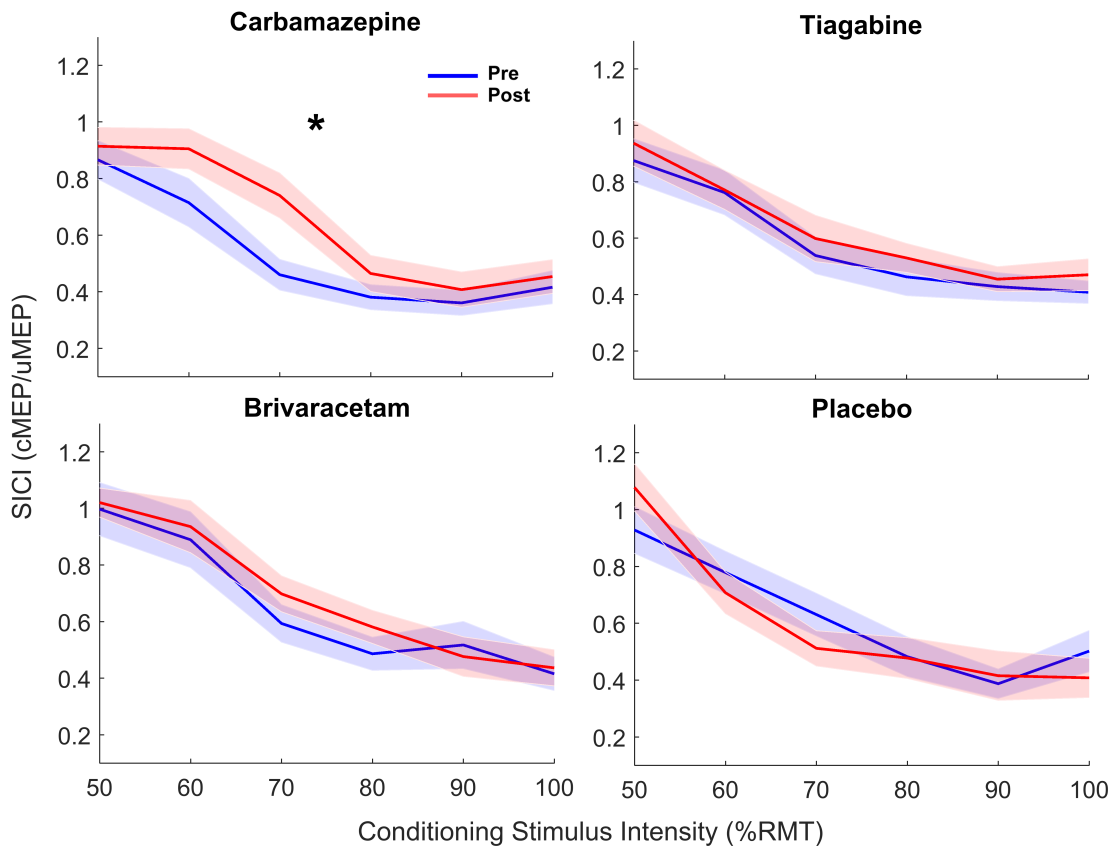 Carbamazepine
Tiagabine
1.2
1
0.8
0.6
0.4
0.2
*
Pre
Post
1.2
1
0.8
0.6
0.4
0.2
SICI (cMEP/uMEP)
Brivaracetam
Placebo
1.2
1
0.8
0.6
0.4
0.2
50 60 70 80 90 100
1.2
1
0.8
0.6
0.4
0.2
50 60 70 80 90 100
Conditioning Stimulus Intensity (%RMT)